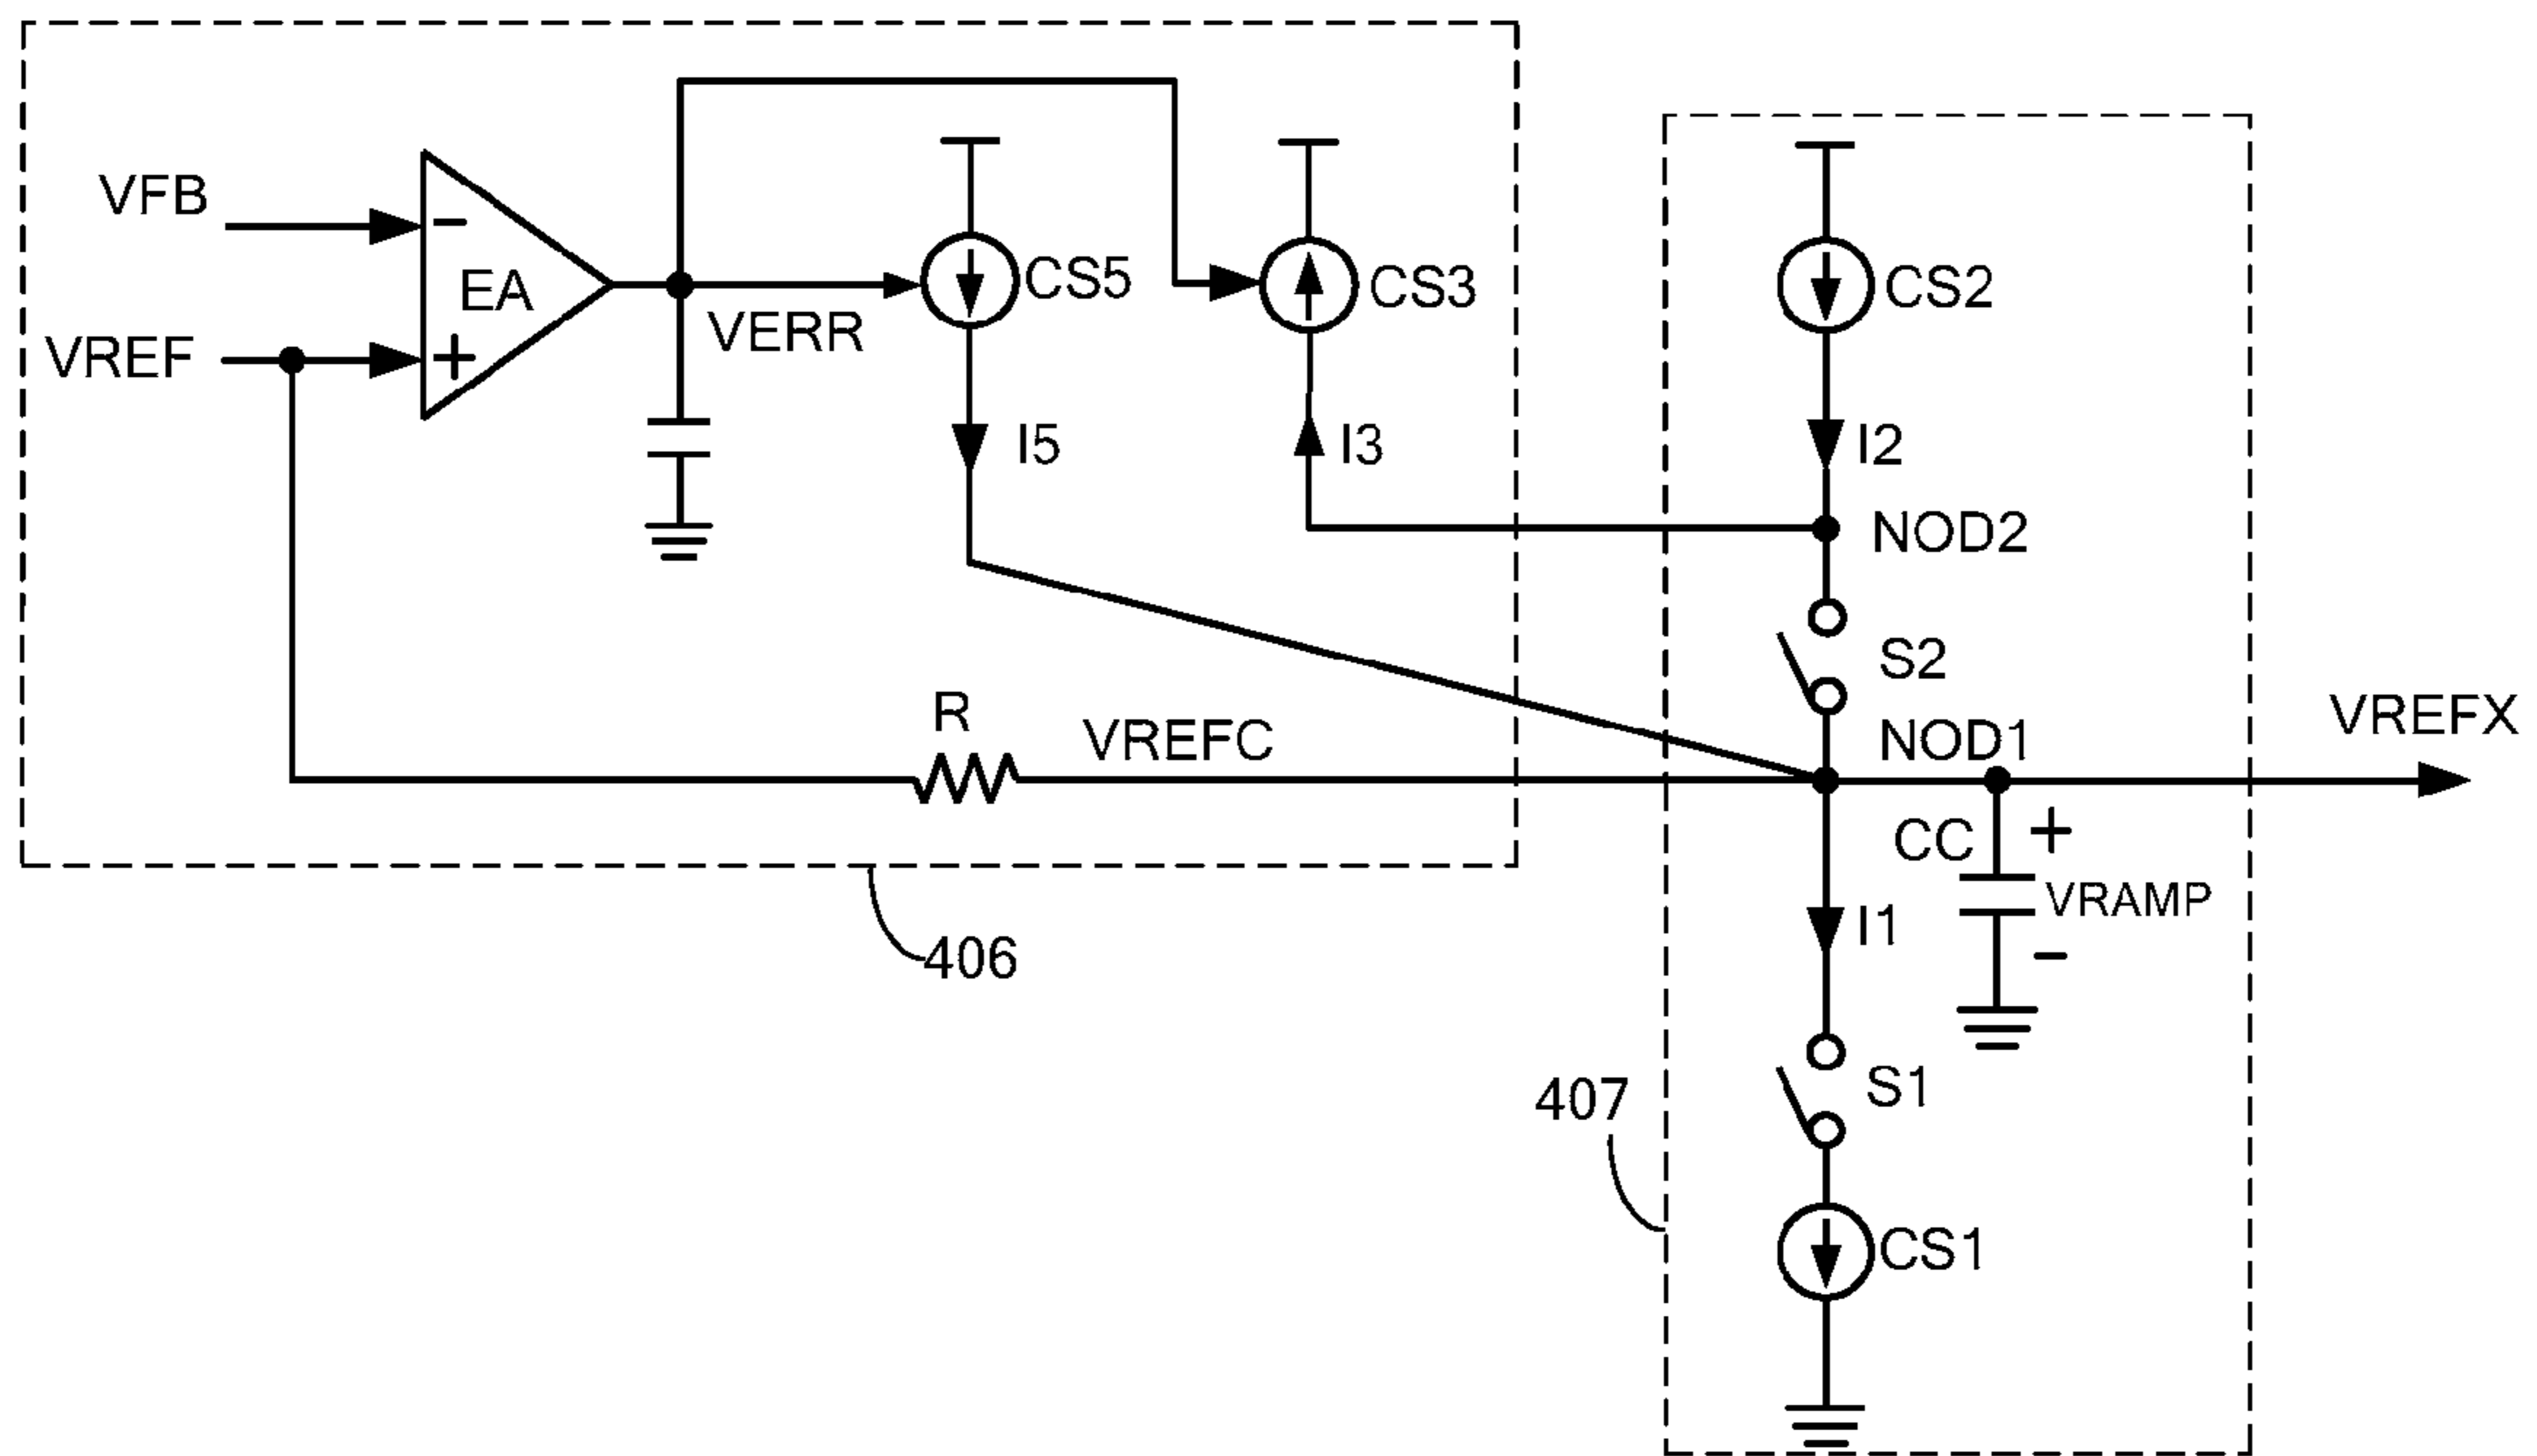 VFB
VREF
−
EA
+
VERR
CS5
CS3
CS2
I5
I3
I2
NOD2
S2
R
VREFC
NOD1
VREFX
CC
+
VRAMP
−
I1
406
407
S1
CS1